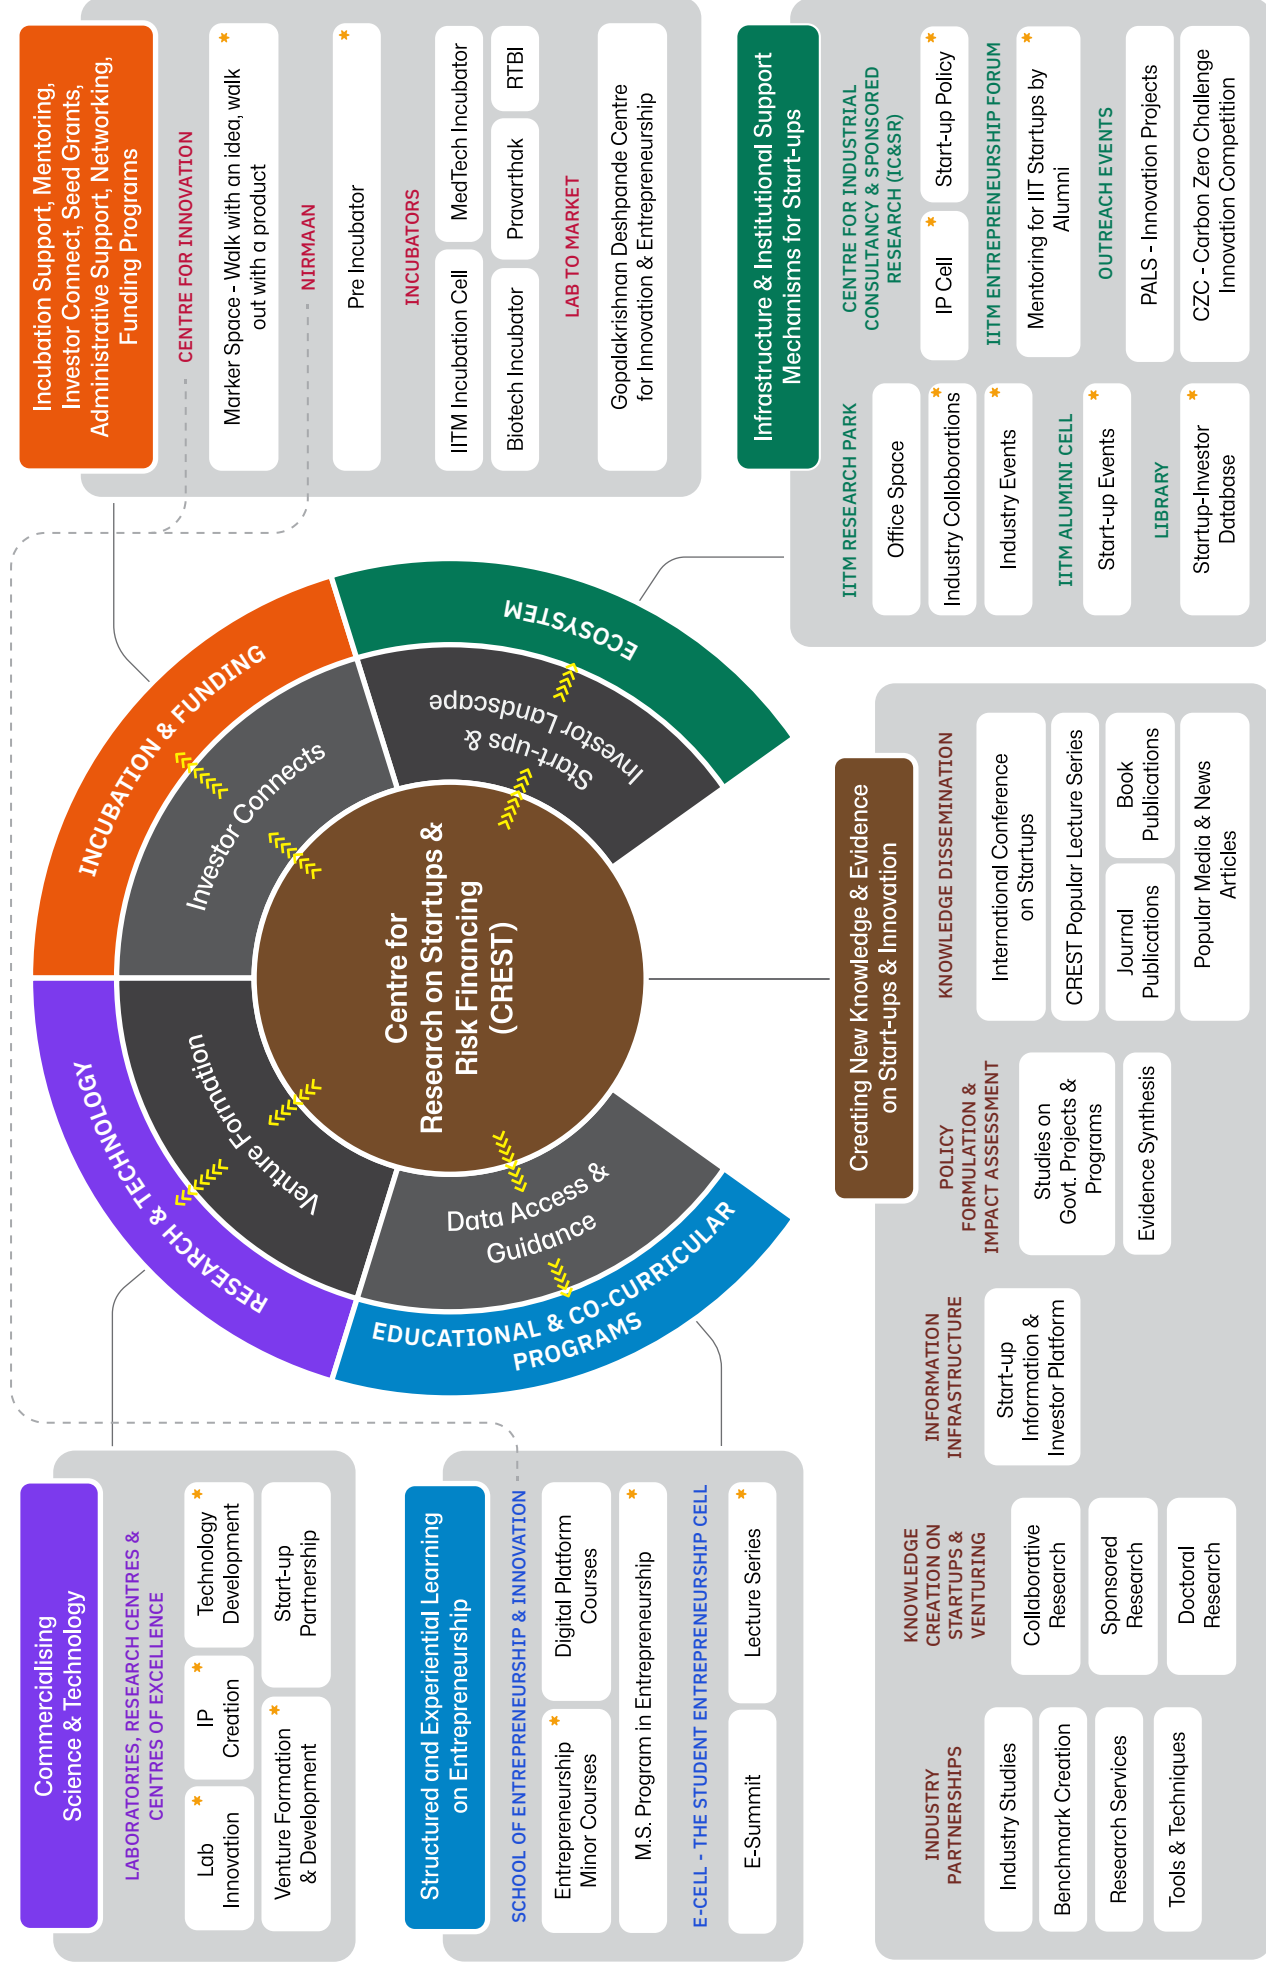 Commercialising
Science & Technology
LABORATORIES, RESEARCH CENTRES &
CENTRES OF EXCELLENCE
Lab
Innovation
*
IP
Creation
*
Technology
Development
*
Venture Formation
& Development
*
Start-up
Partnership
Structured and Experiential Learning
on Entrepreneurship
SCHOOL OF ENTREPRENEURSHIP & INNOVATION
Entrepreneurship
Minor Courses
*
Digital Platform
Courses
M.S. Program in Entrepreneurship
*
E-CELL - THE STUDENT ENTREPRENEURSHIP CELL
E-Summit
Lecture Series
*
RESEARCH & TECHNOLOGY
INCUBATION & FUNDING
EDUCATIONAL & CO-CURRICULAR
PROGRAMS
ECOSYSTEM
Venture Formation
Investor Connects
Data Access &
Guidance
Start-ups &
Investor Landscape
Centre for
Research on Startups &
Risk Financing
(CREST)
Incubation Support, Mentoring,
Investor Connect, Seed Grants,
Administrative Support, Networking,
Funding Programs
CENTRE FOR INNOVATION
Marker Space - Walk with an idea, walk
out with a product
*
NIRMAAN
Pre Incubator
*
INCUBATORS
IITM Incubation Cell
MedTech Incubator
Biotech Incubator
Pravarthak
RTBI
LAB TO MARKET
Gopalakrishnan Deshpande Centre
for Innovation & Entrepreneurship
Infrastructure & Institutional Support
Mechanisms for Start-ups
IITM RESEARCH PARK
Office Space
Industry Colloborations
*
Industry Events
*
IITM ALUMINI CELL
Start-up Events
*
LIBRARY
Startup-Investor
Database
*
CENTRE FOR INDUSTRIAL
CONSULTANCY & SPONSORED
RESEARCH (IC&SR)
IP Cell
*
Start-up Policy
*
IITM ENTREPRENEURSHIP FORUM
Mentoring for IIT Startups by
Alumni
*
OUTREACH EVENTS
PALS - Innovation Projects
CZC - Carbon Zero Challenge
Innovation Competition
Creating New Knowledge & Evidence
on Start-ups & Innovation
INDUSTRY
PARTNERSHIPS
Industry Studies
Benchmark Creation
Research Services
Tools & Techniques
KNOWLEDGE
CREATION ON
STARTUPS &
VENTURING
Collaborative
Research
Sponsored
Research
Doctoral
Research
INFORMATION
INFRASTRUCTURE
Start-up
Information &
Investor Platform
POLICY
FORMULATION &
IMPACT ASSESSMENT
Studies on
Govt. Projects &
Programs
Evidence Synthesis
KNOWLEDGE DISSEMINATION
International Conference
on Startups
CREST Popular Lecture Series
Journal
Publications
Book
Publications
Popular Media & News
Articles